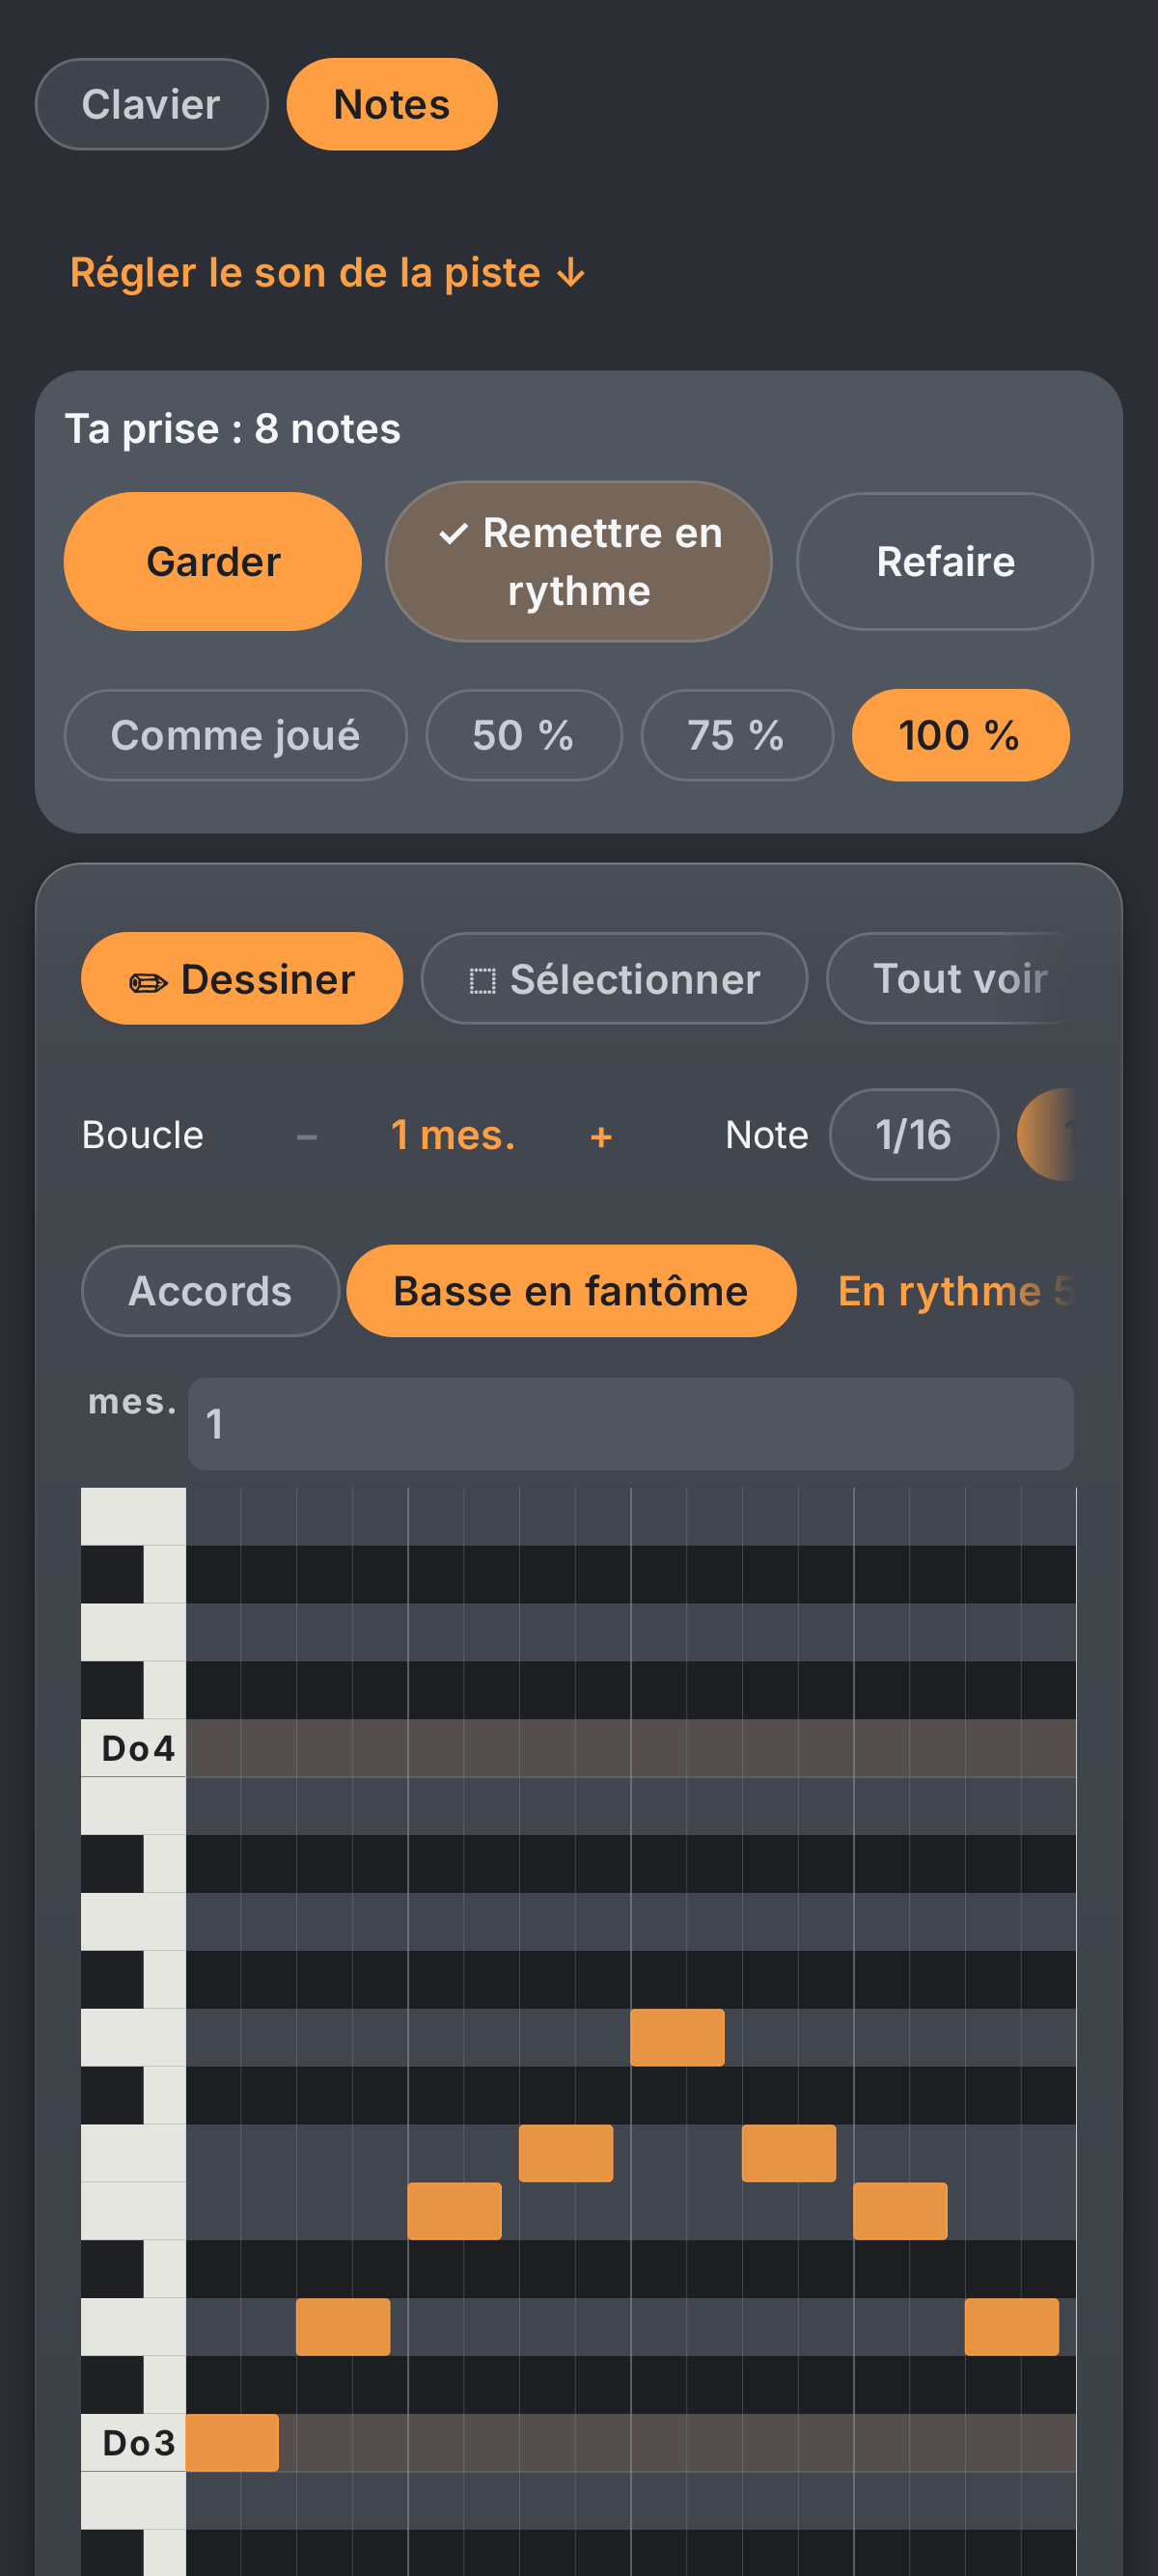 Clavier Notes
Régler le son de la piste ↓
Ta prise : 8 notes
Garder ✓ Remettre en rythme Refaire
Comme joué 50 % 75 % 100 %
✏ Dessiner ⬚ Sélectionner Tout voir
Boucle – 1 mes. + Note 1/16
Accords Basse en fantôme En rythme 5
mes. 1
Do4
Do3